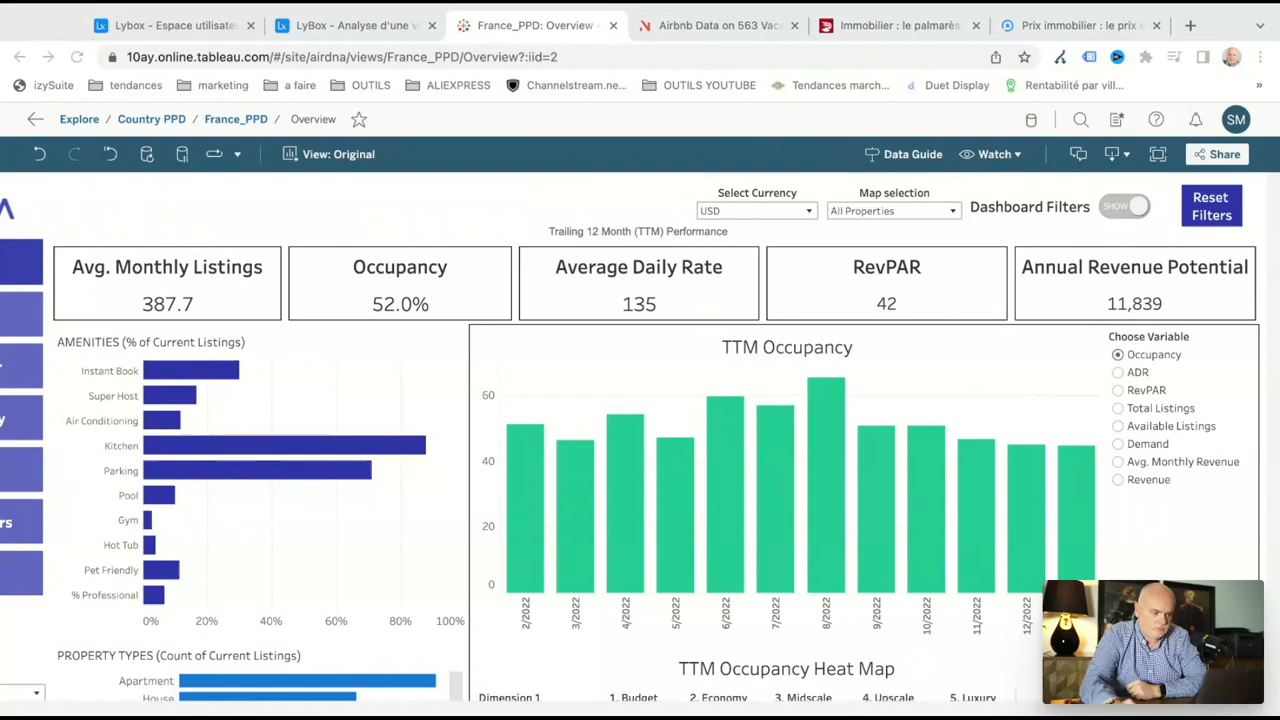 Lybox - Espace utilisate
LyBox - Analyse d'une v
France_PPD: Overview -
Airbnb Data on 563 Vaca
Immobilier : le palmarès
Prix immobilier : le prix d
10ay.online.tableau.com/#/site/airdna/views/France_PPD/Overview?:iid=2
izySuite
tendances
marketing
a faire
OUTILS
ALIEXPRESS
Channelstream.ne...
OUTILS YOUTUBE
Tendances march...
Duet Display
Rentabilité par vill...
»
Explore
Country PPD
France_PPD
Overview
SM
View: Original
Data Guide
Watch
Share
Select Currency
USD
Map selection
All Properties
Dashboard Filters
SHOW
Reset
Filters
Trailing 12 Month (TTM) Performance
Avg. Monthly Listings
387.7
Occupancy
52.0%
Average Daily Rate
135
RevPAR
42
Annual Revenue Potential
11,839
AMENITIES (% of Current Listings)
Instant Book
Super Host
Air Conditioning
Kitchen
Parking
Pool
Gym
Hot Tub
Pet Friendly
% Professional
0%
20%
40%
60%
80%
100%
TTM Occupancy
60
40
20
0
2/2022
3/2022
4/2022
5/2022
6/2022
7/2022
8/2022
9/2022
10/2022
11/2022
12/2022
Choose Variable
Occupancy
ADR
RevPAR
Total Listings
Available Listings
Demand
Avg. Monthly Revenue
Revenue
y
rs
PROPERTY TYPES (Count of Current Listings)
Apartment
House
TTM Occupancy Heat Map
Dimension 1
1. Budget
2. Economy
3. Midscale
4. Upscale
5. Luxury